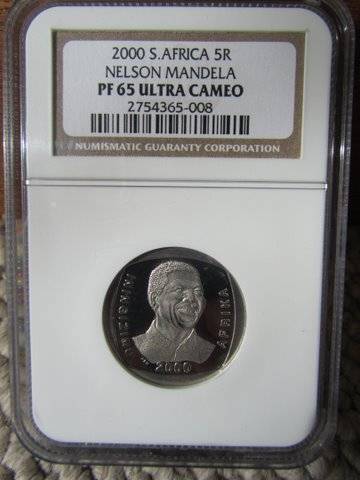 2000 S.AFRICA 5R
NELSON MANDELA
PF 65 ULTRA CAMEO
2754365-008
NUMISMATIC GUARANTY CORPORATION
AFRIKA
2000